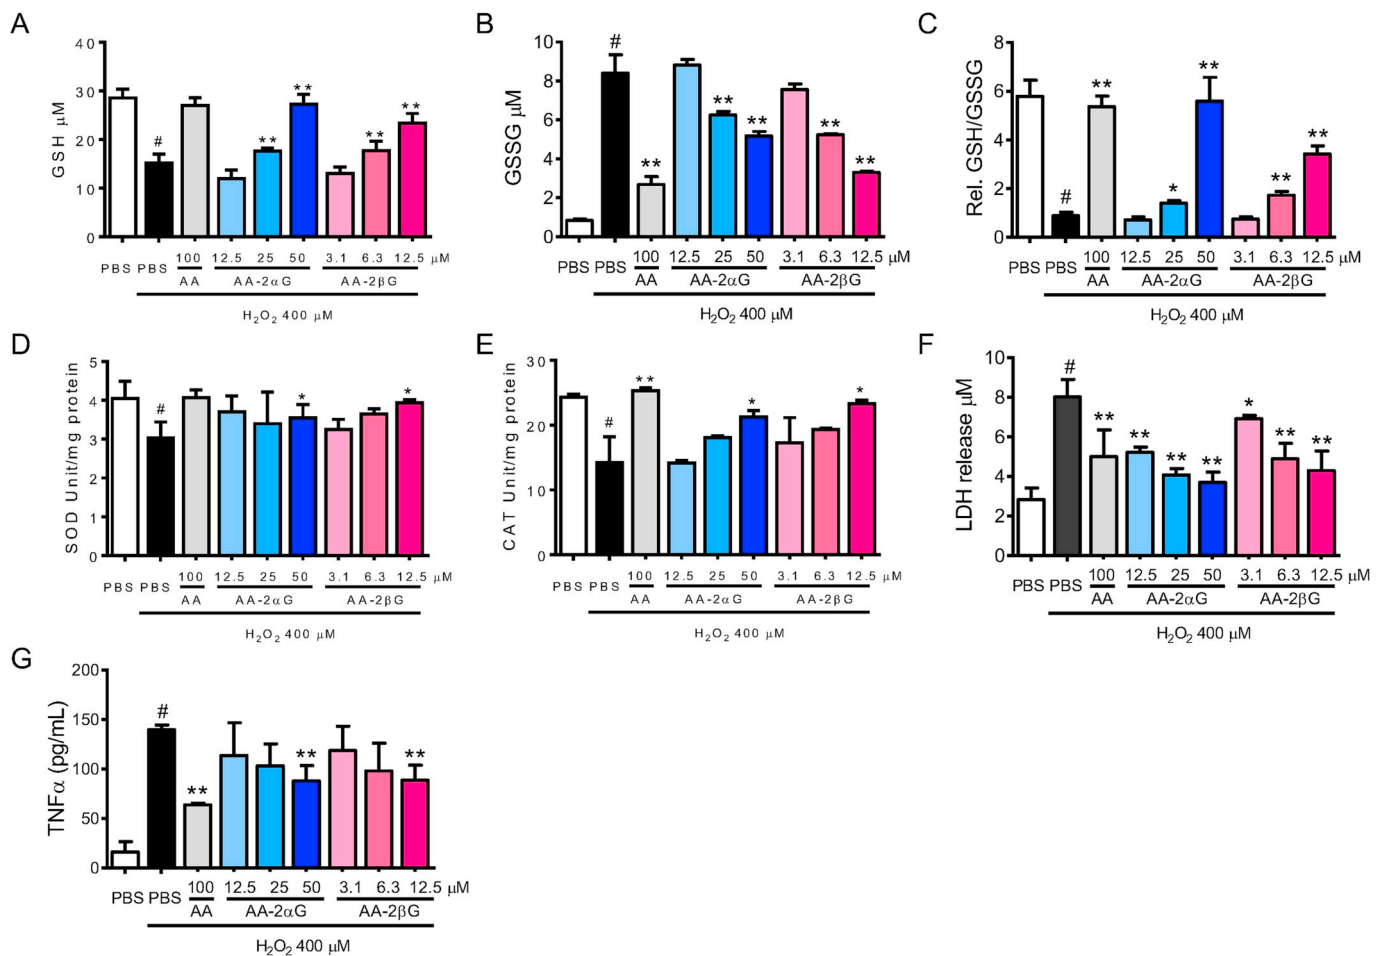 A
GSH μM
40
30
20
10
0
#
**
**
**
**
PBS PBS 100 12.5 25 50 3.1 6.3 12.5 μM
AA AA-2αG AA-2βG
H₂O₂ 400 μM
B
GSSG μM
10
8
6
4
2
0
#
**
**
**
**
**
PBS PBS 100 12.5 25 50 3.1 6.3 12.5 μM
AA AA-2αG AA-2βG
H₂O₂ 400 μM
C
Rel. GSH/GSSG
8
6
4
2
0
#
**
*
**
**
**
PBS PBS 100 12.5 25 50 3.1 6.3 12.5 μM
AA AA-2αG AA-2βG
H₂O₂ 400 μM
D
SOD Unit/mg protein
5
4
3
2
1
0
#
*
*
PBS PBS 100 12.5 25 50 3.1 6.3 12.5 μM
AA AA-2αG AA-2βG
H₂O₂ 400 μM
E
CAT Unit/mg protein
30
20
10
0
#
**
*
*
PBS PBS 100 12.5 25 50 3.1 6.3 12.5 μM
AA AA-2αG AA-2βG
H₂O₂ 400 μM
F
LDH release μM
10
8
6
4
2
0
#
**
**
**
**
*
**
**
PBS PBS 100 12.5 25 50 3.1 6.3 12.5 μM
AA AA-2αG AA-2βG
H₂O₂ 400 μM
G
TNFα (pg/mL)
200
150
100
50
0
#
**
**
**
PBS PBS 100 12.5 25 50 3.1 6.3 12.5 μM
AA AA-2αG AA-2βG
H₂O₂ 400 μM